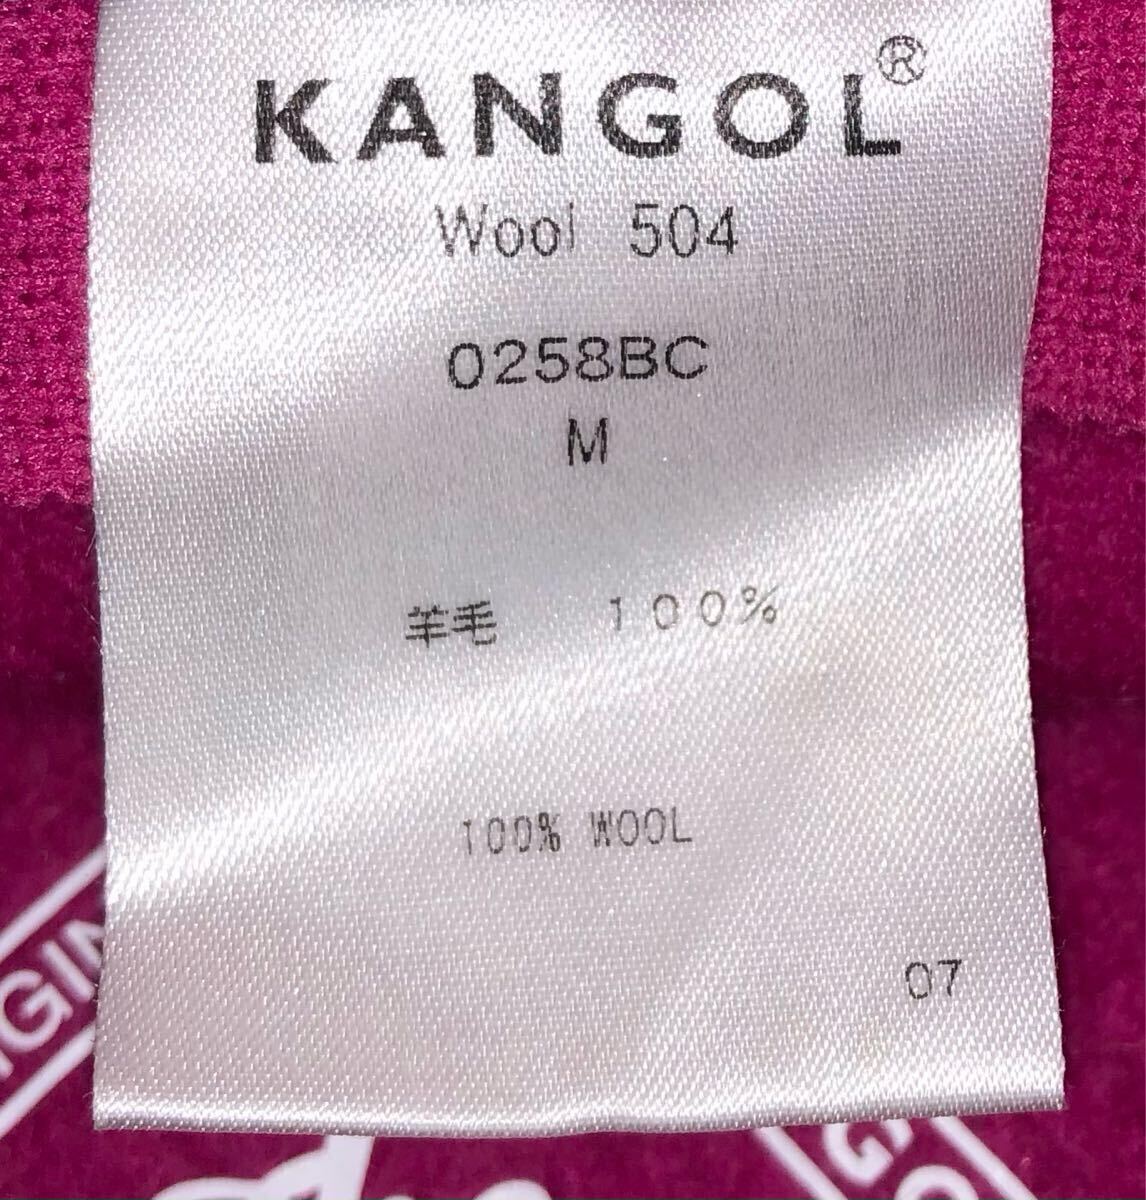 KANGOL®
Wool 504
0258BC
M
羊毛 100%
100% WOOL
07